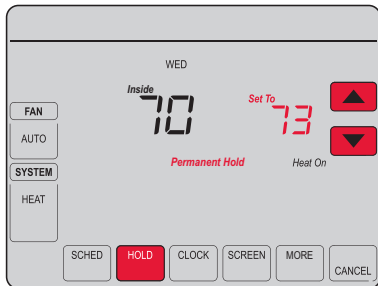 WED
Inside
70
Set To
73
FAN
AUTO
Permanent Hold
Heat On
SYSTEM
HEAT
SCHED
HOLD
CLOCK
SCREEN
MORE
CANCEL